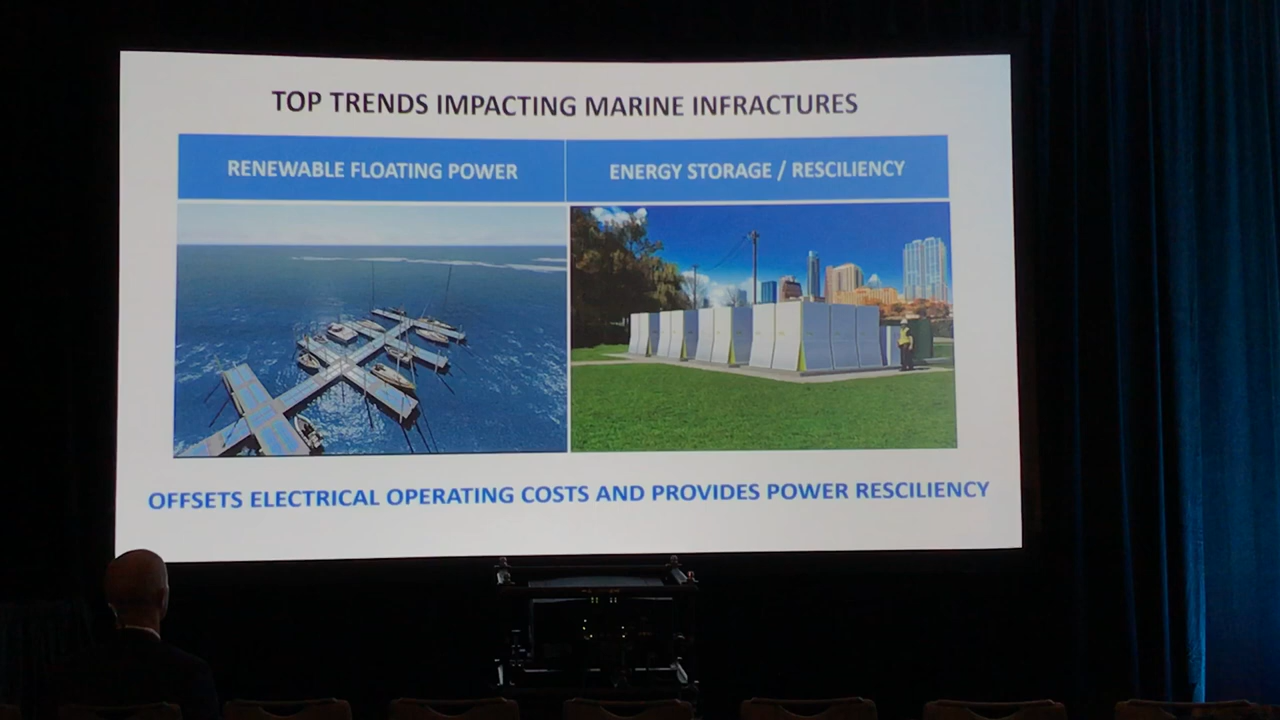 TOP TRENDS IMPACTING MARINE INFRACTURES
RENEWABLE FLOATING POWER
ENERGY STORAGE / RESCILIENCY
OFFSETS ELECTRICAL OPERATING COSTS AND PROVIDES POWER RESCILIENCY